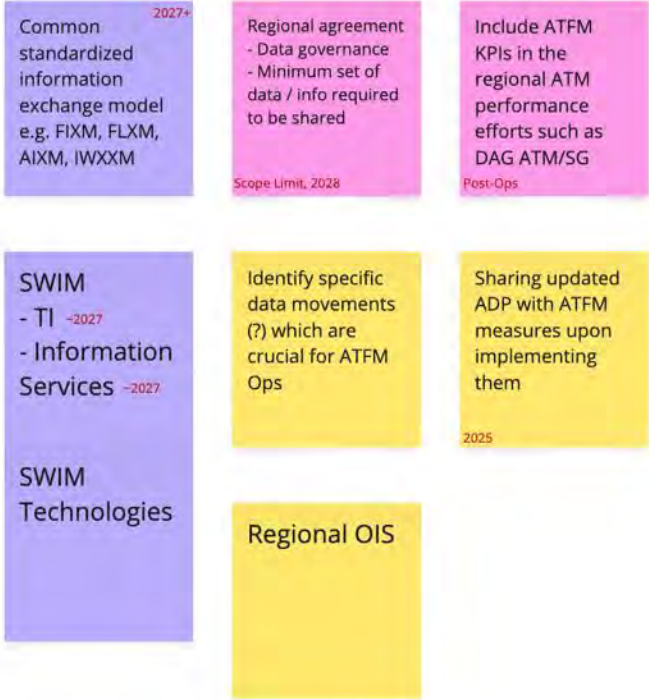 2027+
Common
standardized
information
exchange model
e.g. FIXM, FLXM,
AIXM, IWXXM
Regional agreement
- Data governance
- Minimum set of
data / info required
to be shared
Scope Limit, 2028
Include ATFM
KPIs in the
regional ATM
performance
efforts such as
DAG ATM/SG
Post-Ops
SWIM
- TI ~2027
- Information
Services ~2027
SWIM
Technologies
Identify specific
data movements
(?) which are
crucial for ATFM
Ops
Sharing updated
ADP with ATFM
measures upon
implementing
them
2025
Regional OIS